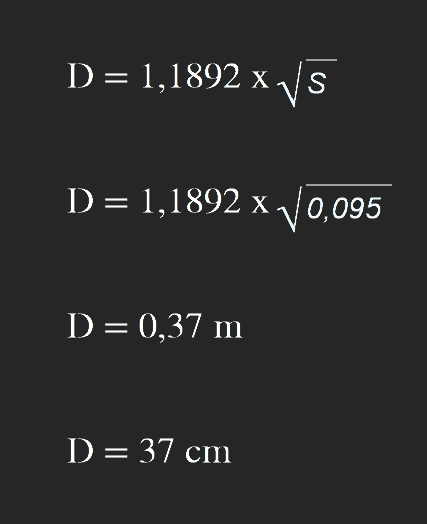 D = 1,1892 x √S
D = 1,1892 x √0,095
D = 0,37 m
D = 37 cm